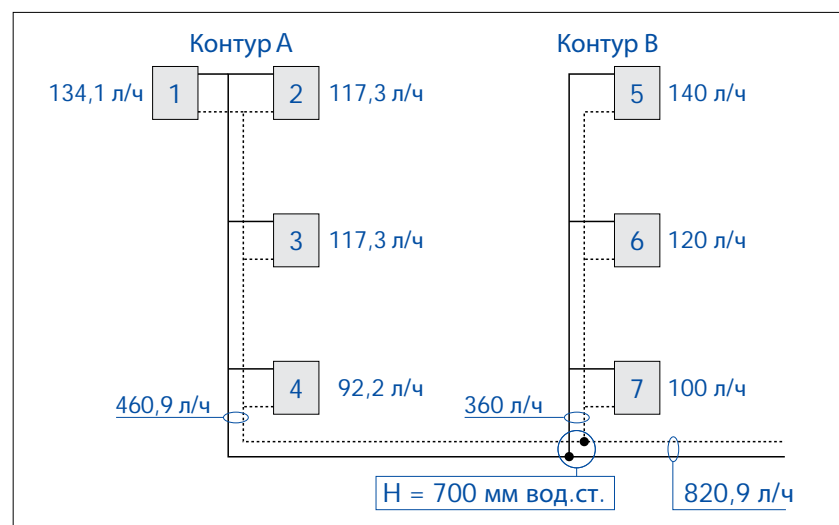 Контур А
Контур В
134,1 л/ч
1
2
117,3 л/ч
5
140 л/ч
3
117,3 л/ч
6
120 л/ч
4
92,2 л/ч
7
100 л/ч
460,9 л/ч
360 л/ч
H = 700 мм вод.ст.
820,9 л/ч